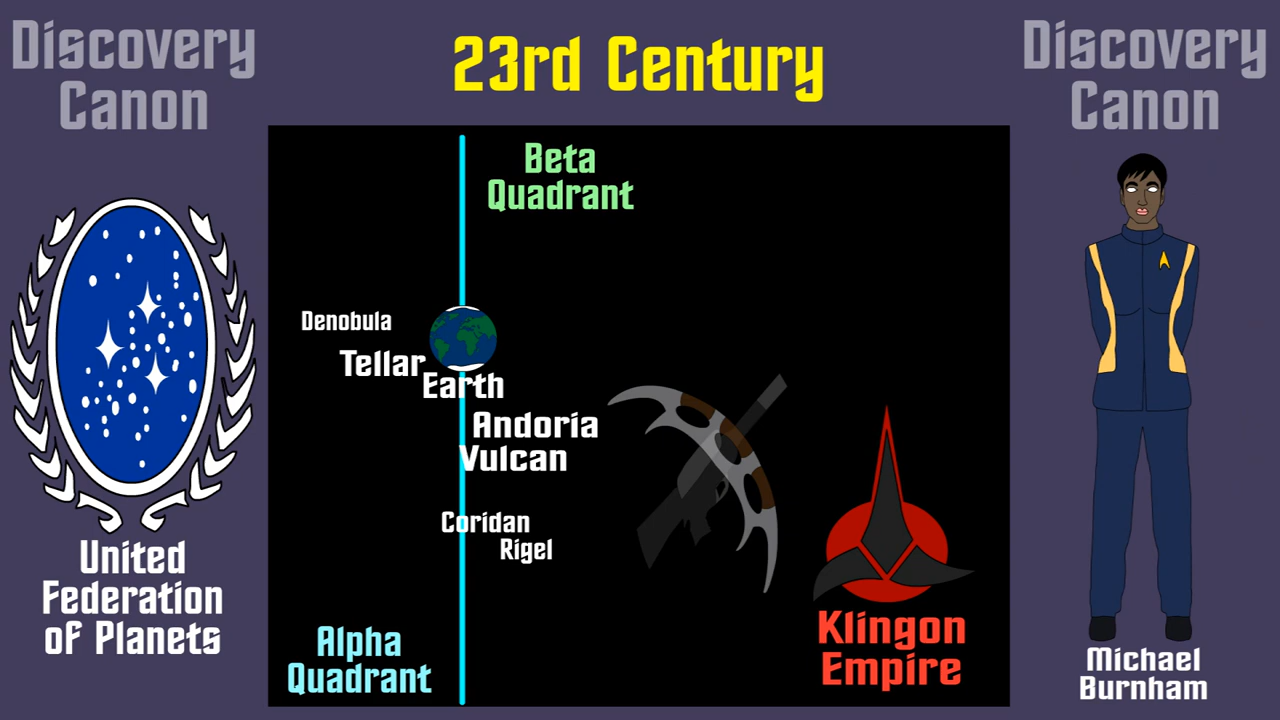 Discovery
Canon
23rd Century
Discovery
Canon
Beta
Quadrant
Denobula
Tellar
Earth
Andoria
Vulcan
Coridan
Rigel
Alpha
Quadrant
Klingon
Empire
United
Federation
of Planets
Michael
Burnham